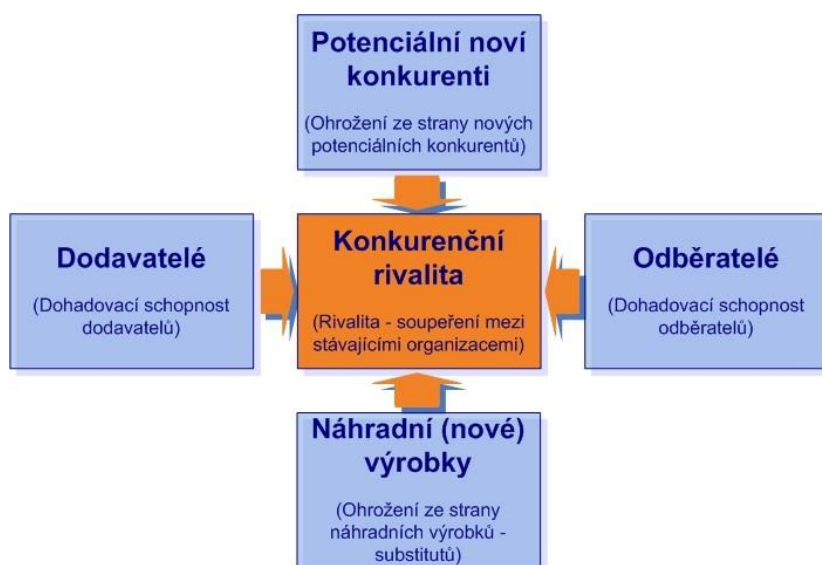 Potenciální noví
konkurenti
(Ohrožení ze strany nových
potenciálních konkurentů)
Dodavatelé
(Dohadovací schopnost
dodavatelů)
Konkurenční
rivalita
(Rivalita - soupeření mezi
stávajícími organizacemi)
Odběratelé
(Dohadovací schopnost
odběratelů)
Náhradní (nové)
výrobky
(Ohrožení ze strany
náhradních výrobků -
substitutů)